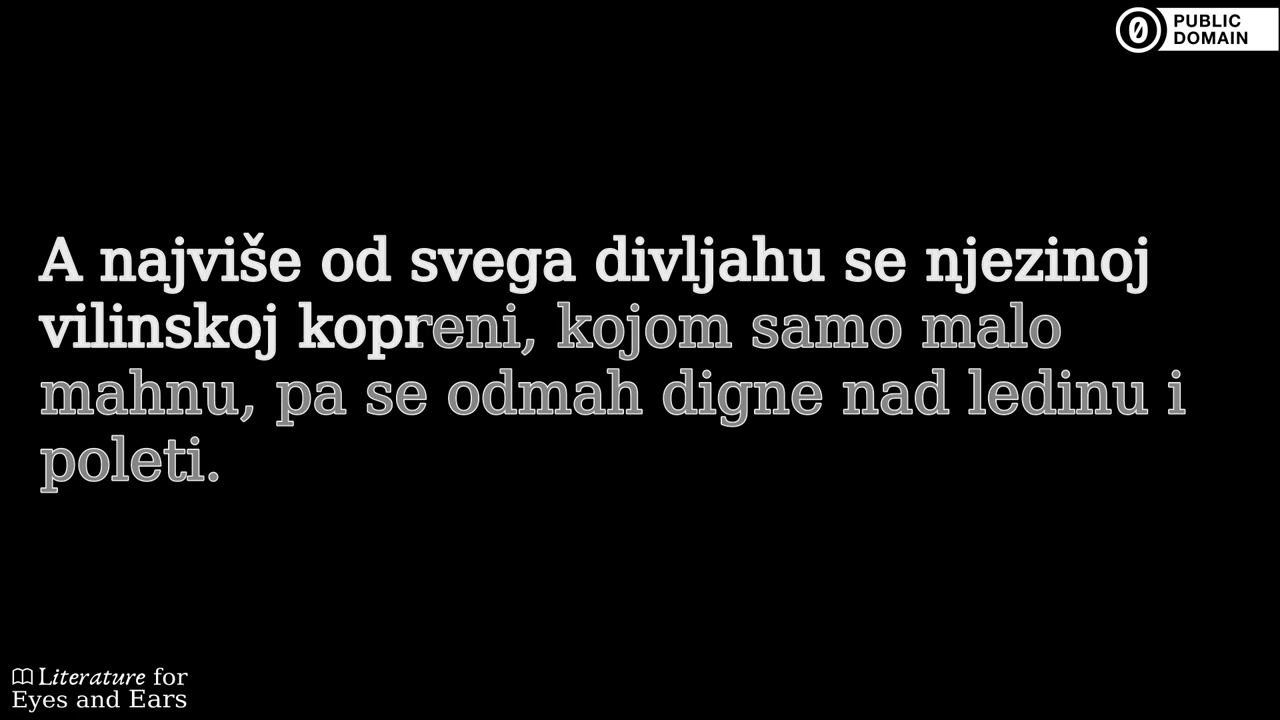 PUBLIC
DOMAIN
A najviše od svega divljahu se njezinoj
vilinskoj kopreni, kojom samo malo
mahnu, pa se odmah digne nad ledinu i
poleti.
Literature for
Eyes and Ears